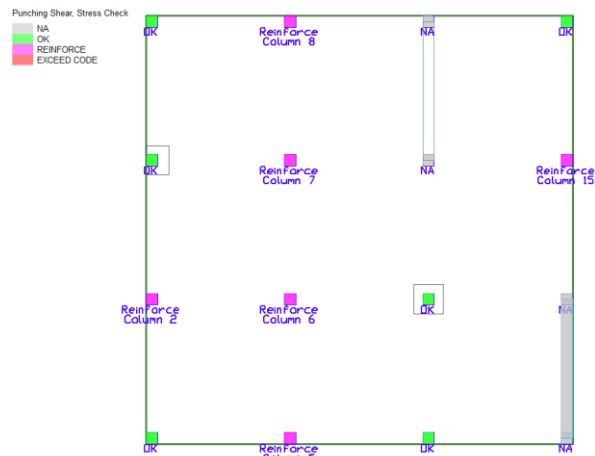 Punching Shear, Stress Check
NA
OK
REINFORCE
EXCEED CODE
OK
Reinforce
Column 8
NA
OK
OK
Reinforce
Column 7
NA
Reinforce
Column 15
Reinforce
Column 2
Reinforce
Column 6
OK
NA
OK
Reinforce
OK
NA